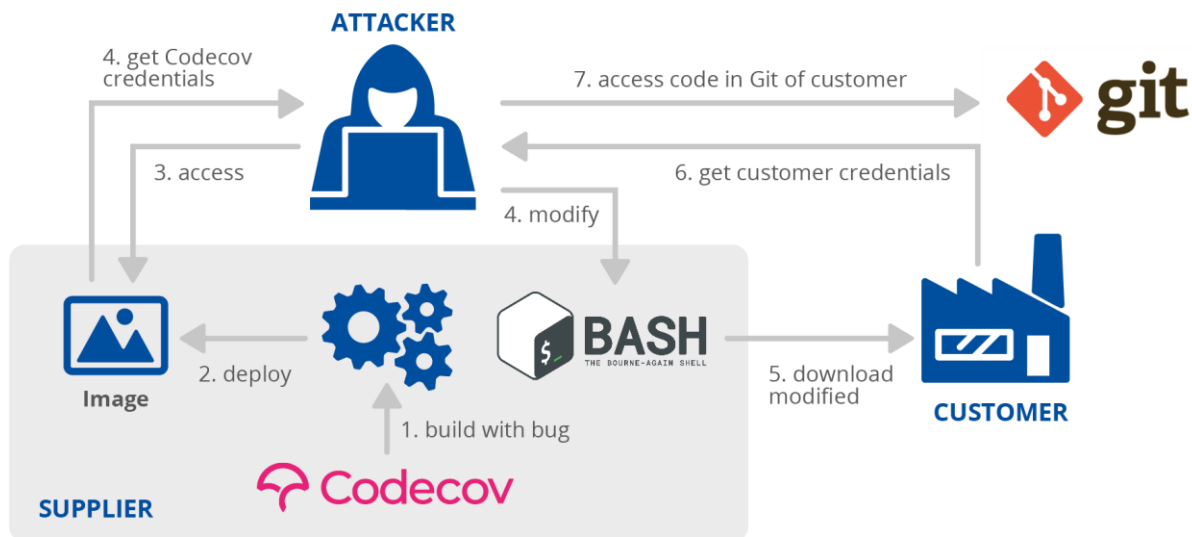 ATTACKER
4. get Codecov
credentials
7. access code in Git of customer
git
3. access
6. get customer credentials
4. modify
$_
BASH
THE BOURNE-AGAIN SHELL
2. deploy
Image
5. download
modified
CUSTOMER
1. build with bug
Codecov
SUPPLIER